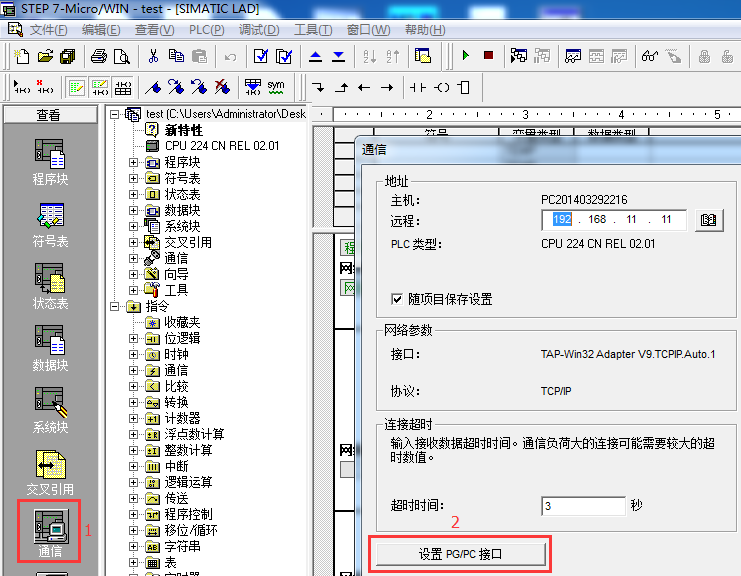 STEP 7-Micro/WIN - test - [SIMATIC LAD]
文件(F) 编辑(E) 查看(V) PLC(P) 调试(D) 工具(T) 窗口(W) 帮助(H)
sym
查看
程序块
符号表
状态表
数据块
系统块
交叉引用
通信
1
test (C:\Users\Administrator\Desk
新特性
CPU 224 CN REL 02.01
程序块
符号表
状态表
数据块
系统块
交叉引用
通信
向导
工具
指令
收藏夹
位逻辑
时钟
通信
比较
转换
计数器
浮点数计算
整数计算
中断
逻辑运算
传送
程序控制
移位/循环
字符串
表
2 3 4 5
符号 变量类型 数据类型
通信
地址
主机: PC201403292216
远程: 192 . 168 . 11 . 11
PLC 类型: CPU 224 CN REL 02.01
随项目保存设置
网络参数
接口: TAP-Win32 Adapter V9.TCPIP.Auto.1
协议: TCP/IP
连接超时
输入接收数据超时时间。通信负荷大的连接可能需要较大的超
时数值。
超时时间: 3 秒
2
设置 PG/PC 接口